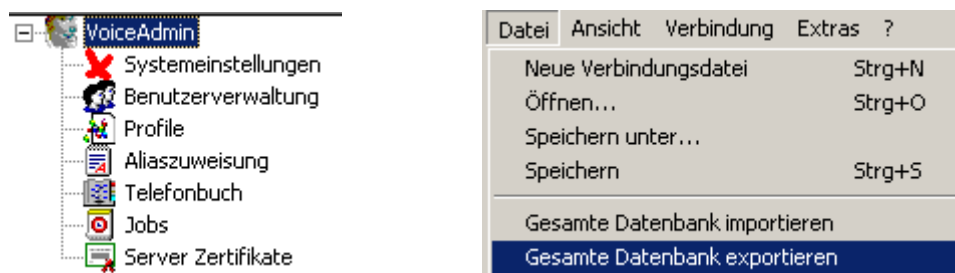 VoiceAdmin
Systemeinstellungen
Benutzerverwaltung
Profile
Aliaszuweisung
Telefonbuch
Jobs
Server Zertifikate
Datei Ansicht Verbindung Extras ?
Neue Verbindungsdatei Strg+N
Öffnen... Strg+O
Speichern unter...
Speichern Strg+S
Gesamte Datenbank importieren
Gesamte Datenbank exportieren